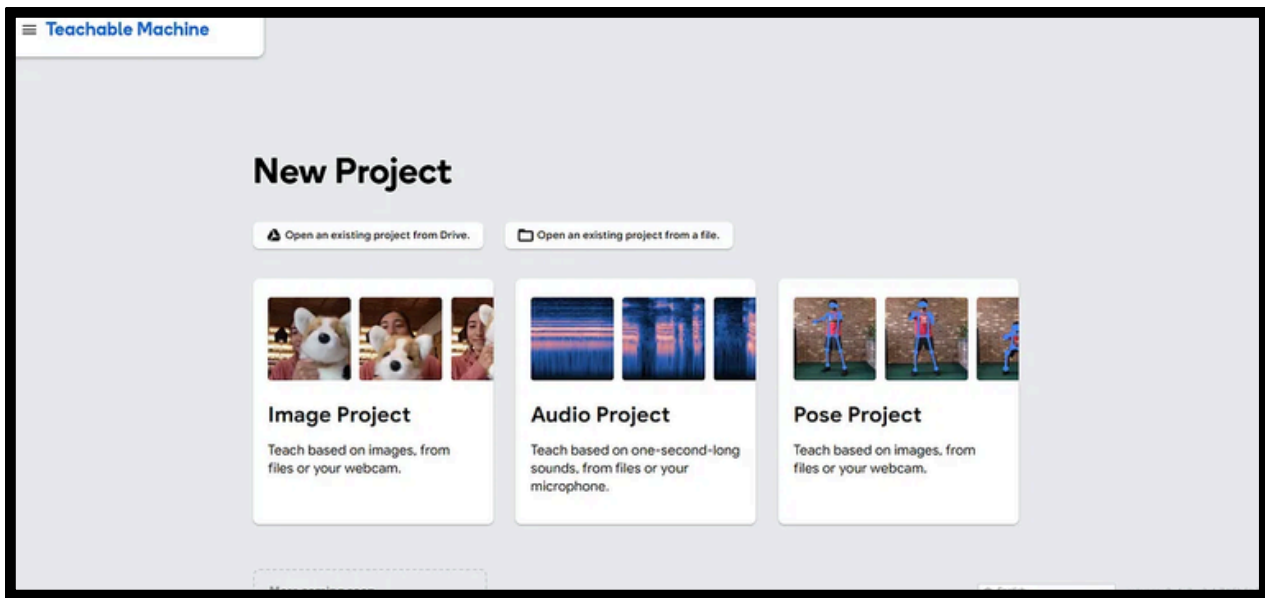 Teachable Machine
New Project
Open an existing project from Drive.
Open an existing project from a file.
Image Project
Teach based on images, from
files or your webcam.
Audio Project
Teach based on one-second-long
sounds, from files or your
microphone.
Pose Project
Teach based on images, from
files or your webcam.